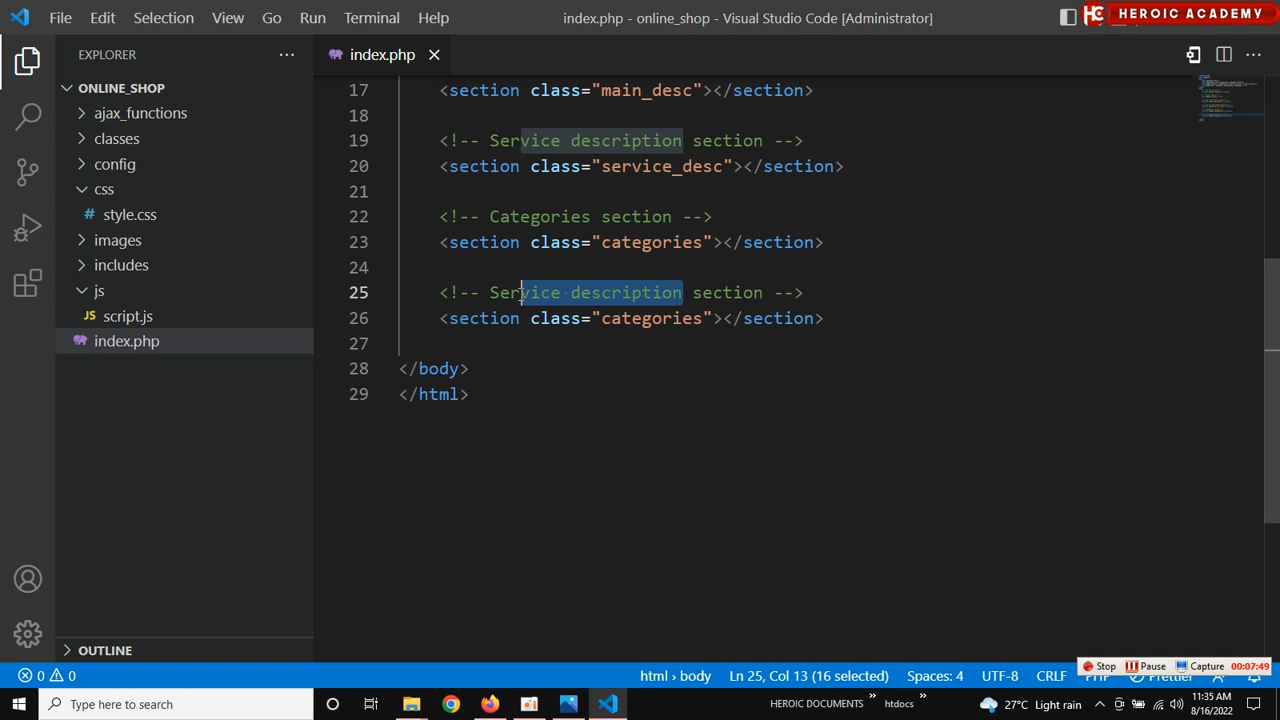 File Edit Selection View Go Run Terminal Help
index.php - online_shop - Visual Studio Code [Administrator]
HC HEROIC ACADEMY
EXPLORER
index.php
ONLINE_SHOP
ajax_functions
classes
config
css
# style.css
images
includes
js
JS script.js
index.php
OUTLINE
17 <section class="main_desc"></section>
18
19 <!-- Service description section -->
20 <section class="service_desc"></section>
21
22 <!-- Categories section -->
23 <section class="categories"></section>
24
25 <!-- Service description section -->
26 <section class="categories"></section>
27
28 </body>
29 </html>
Stop Pause Capture 00:07:49
0 0 html › body Ln 25, Col 13 (16 selected) Spaces: 4 UTF-8 CRLF PHP Prettier
Type here to search
HEROIC DOCUMENTS » htdocs »
27°C Light rain
11:35 AM
8/16/2022